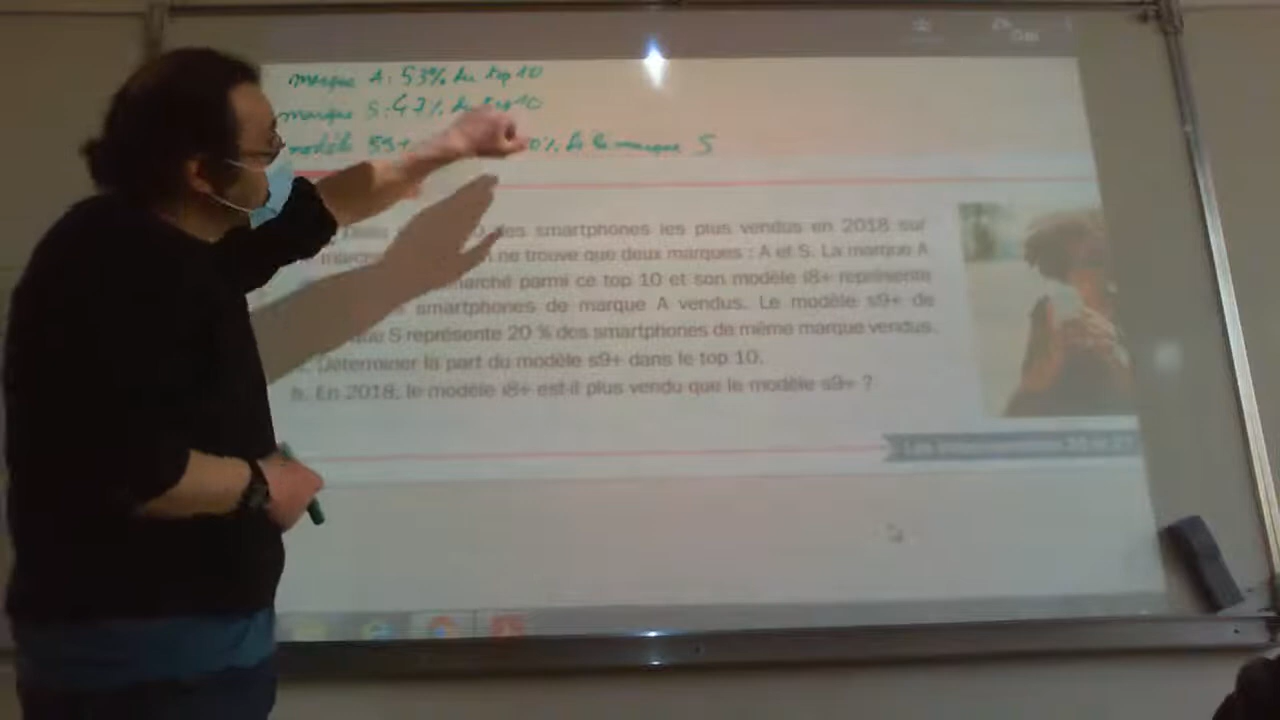 marque A : 53% du top 10
marque S : 47% du top 10
modèle S9+ 0% de la marque S
des smartphones les plus vendus en 2018 sur
ne trouve que deux marques : A et S. La marque A
parmi ce top 10 et son modèle i8+ représente
smartphones de marque A vendus. Le modèle s9+ de
S représente 20 % des smartphones de même marque vendus.
Déterminer la part du modèle s9+ dans le top 10.
b. En 2018, le modèle i8+ est-il plus vendu que le modèle s9+ ?